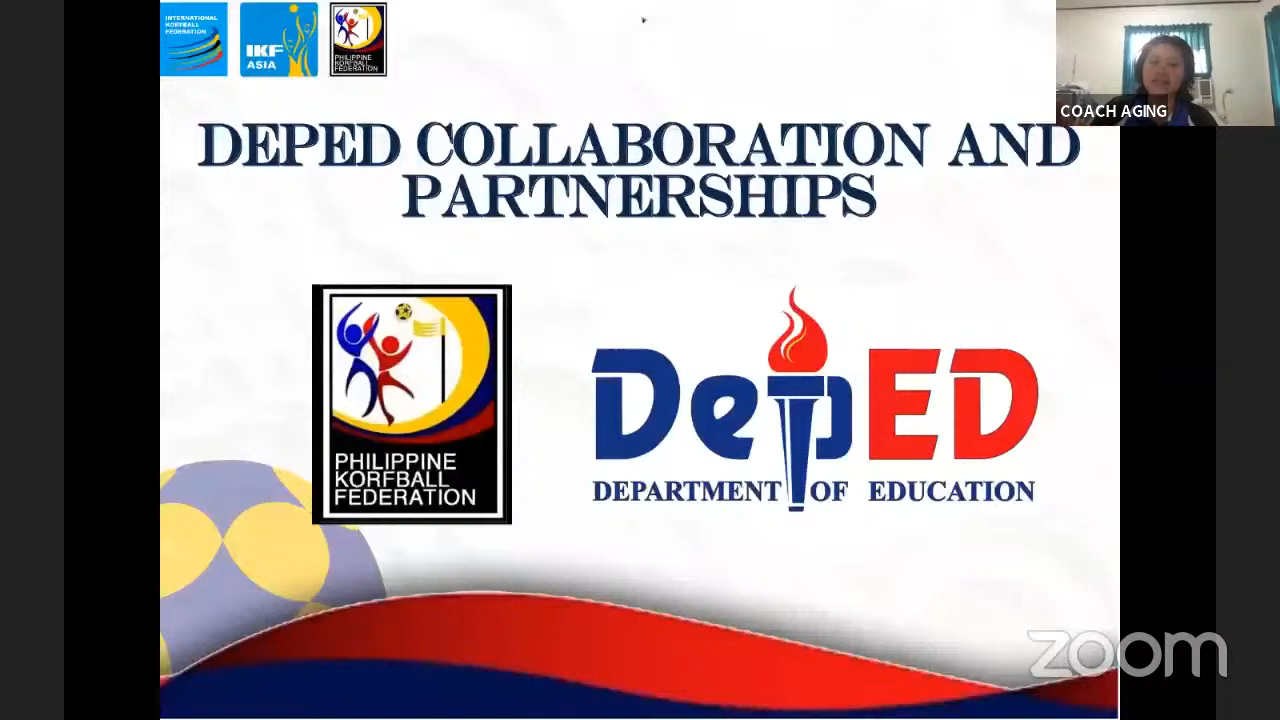 INTERNATIONAL
KORFBALL
FEDERATION
IKF
ASIA
PHILIPPINE
KORFBALL
FEDERATION
COACH AGING
DEPED COLLABORATION AND
PARTNERSHIPS
PHILIPPINE
KORFBALL
FEDERATION
DepED
DEPARTMENT OF EDUCATION
zoom